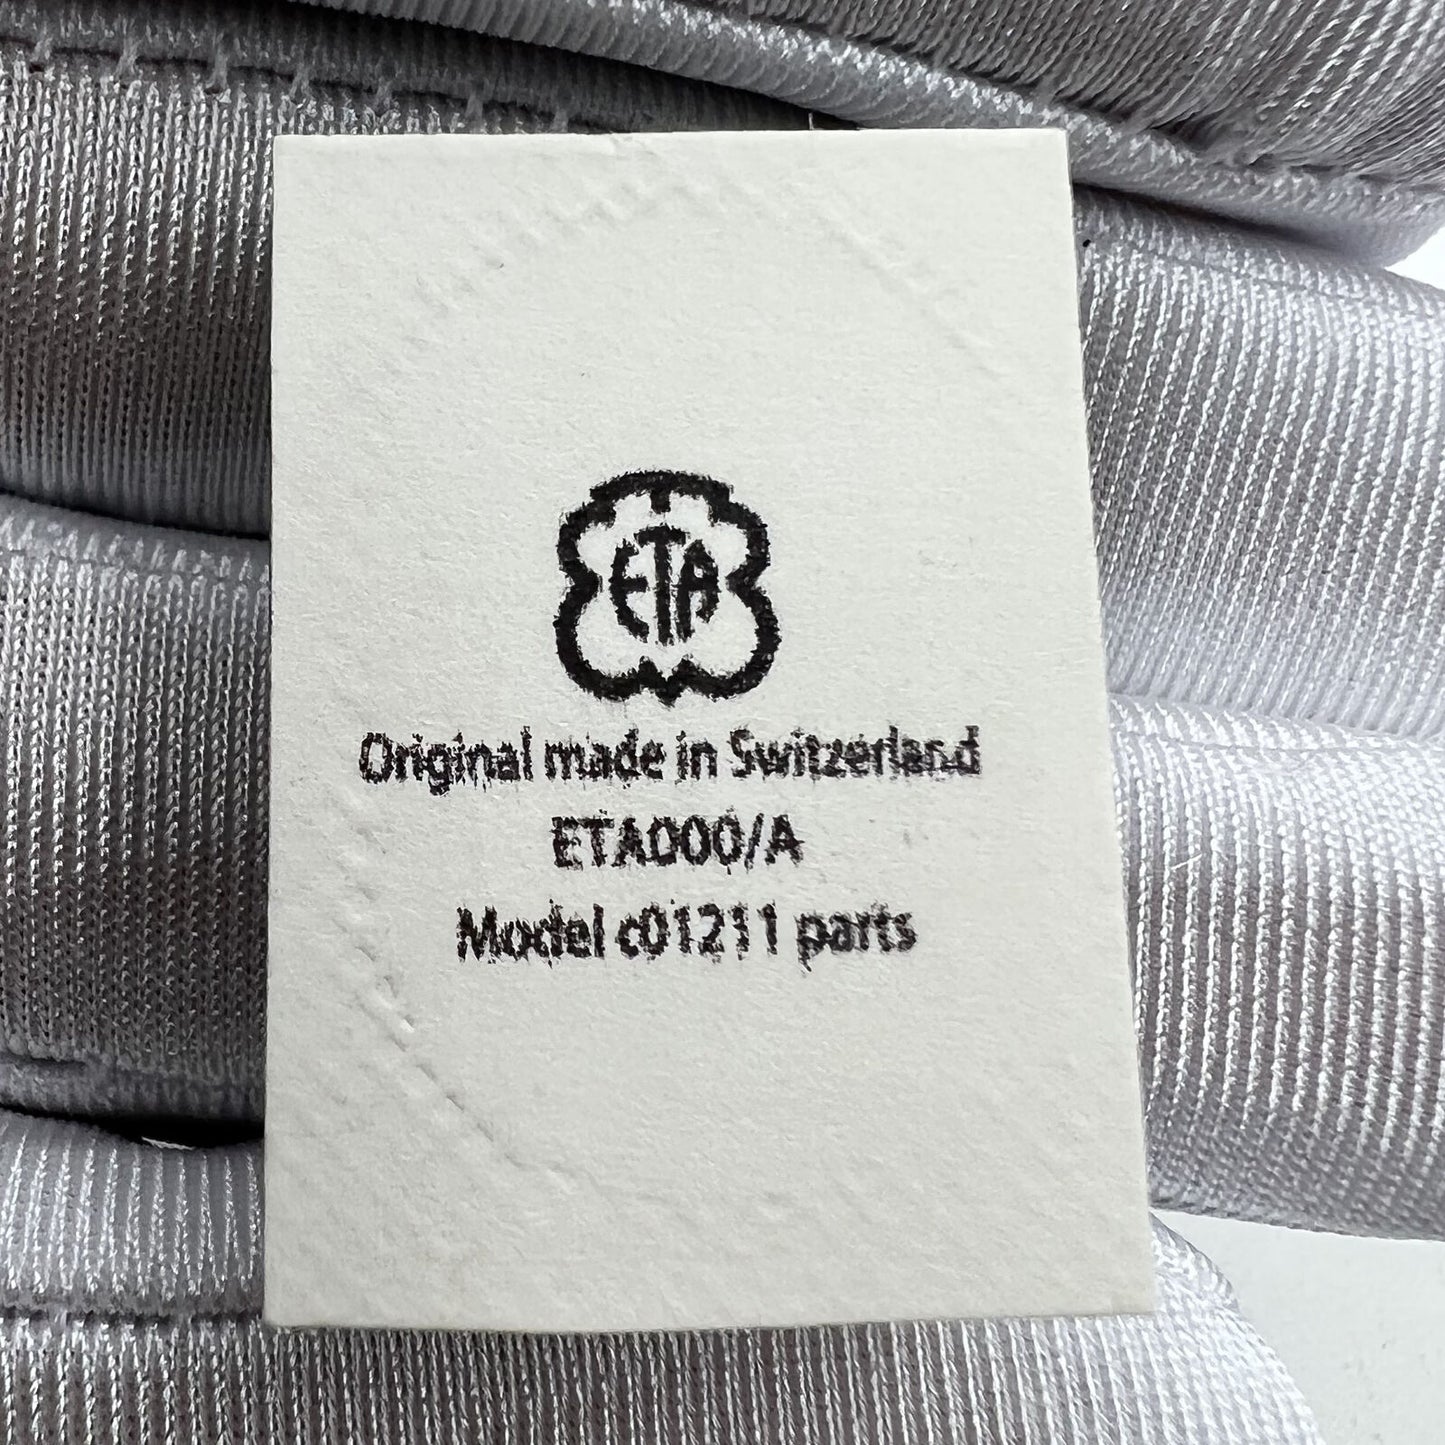 ETA
Original made in Switzerland
ETA000/A
Model c01211 parts